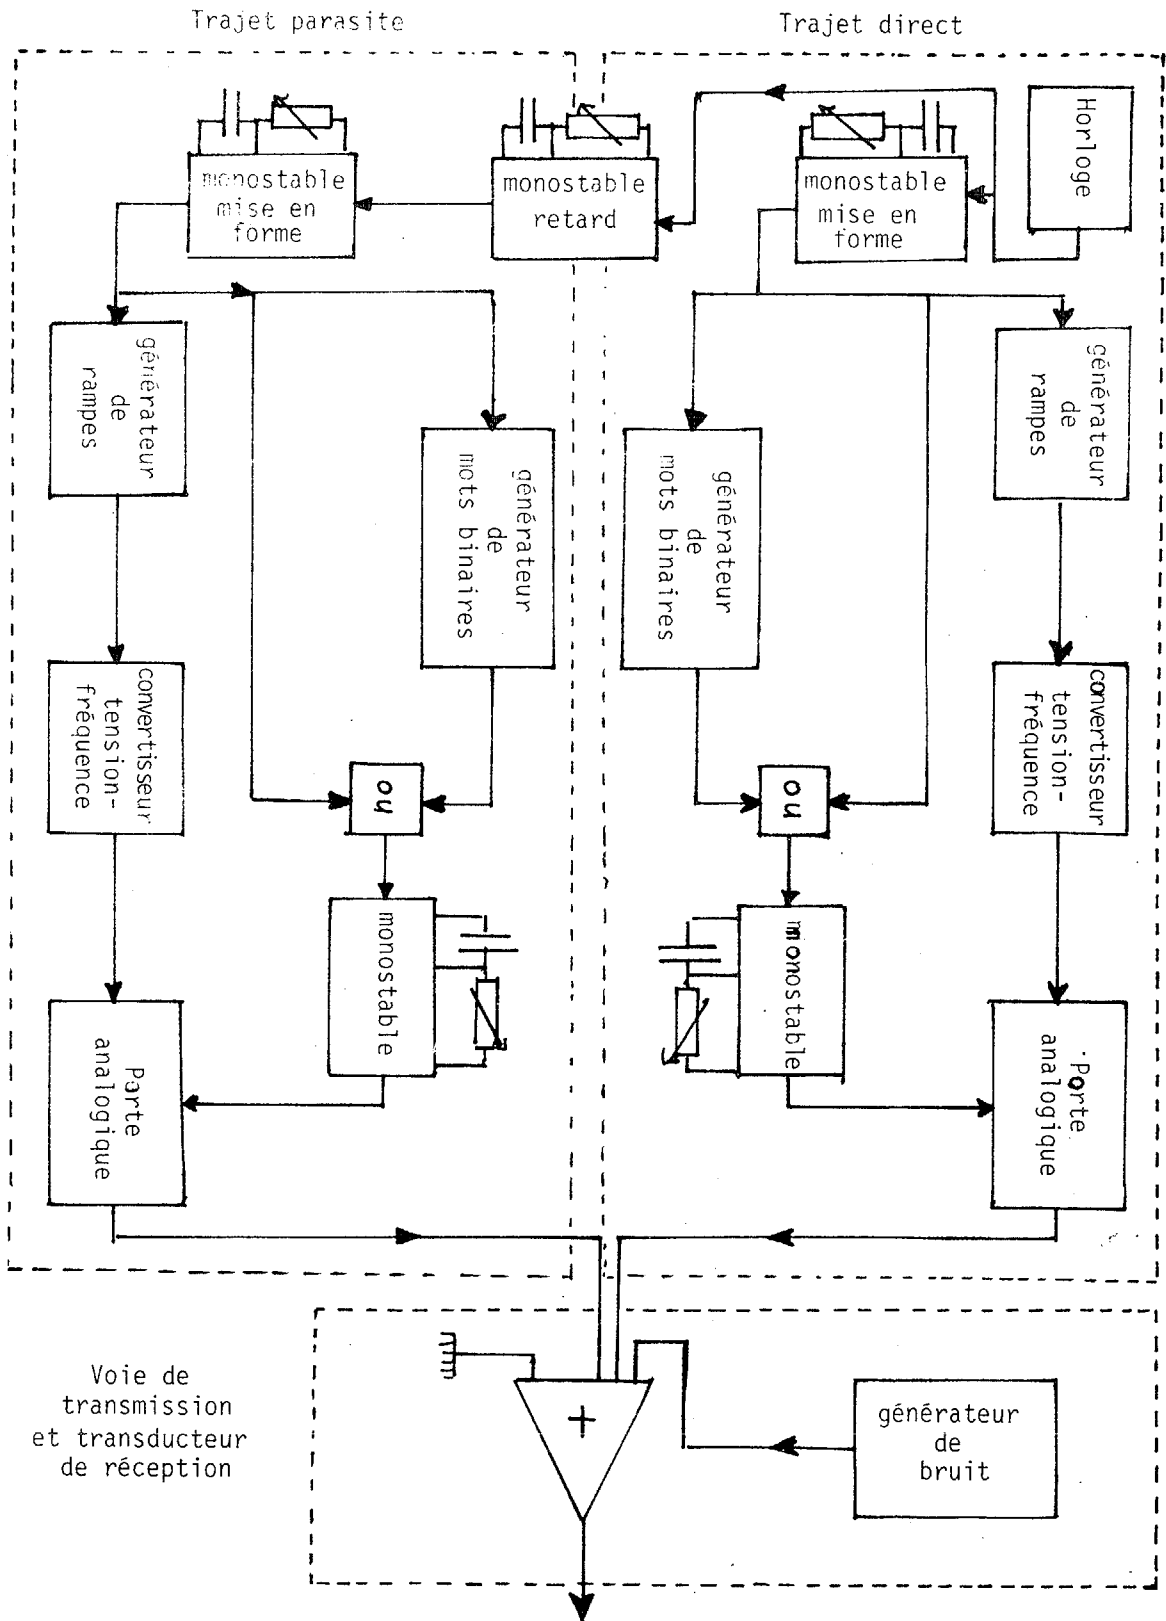 Trajet parasite
Trajet direct
monostable
mise en
forme
monostable
retard
monostable
mise en
forme
Horloge
générateur
de
rampes
générateur
de
mots binaires
générateur
de
mots binaires
générateur
de
rampes
convertisseur
tension-
fréquence
ou
ou
convertisseur
tension-
fréquence
monostable
monostable
Porte
analogique
Porte
analogique
Voie de
transmission
et transducteur
de réception
+
générateur
de
bruit